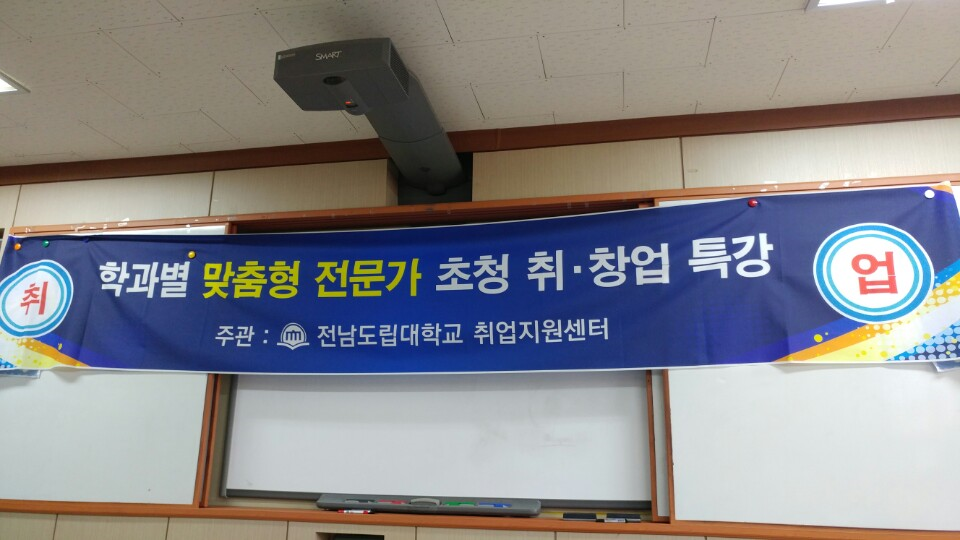 SMART
취
학과별 맞춤형 전문가 초청 취·창업 특강
업
주관 : 전남도립대학교 취업지원센터